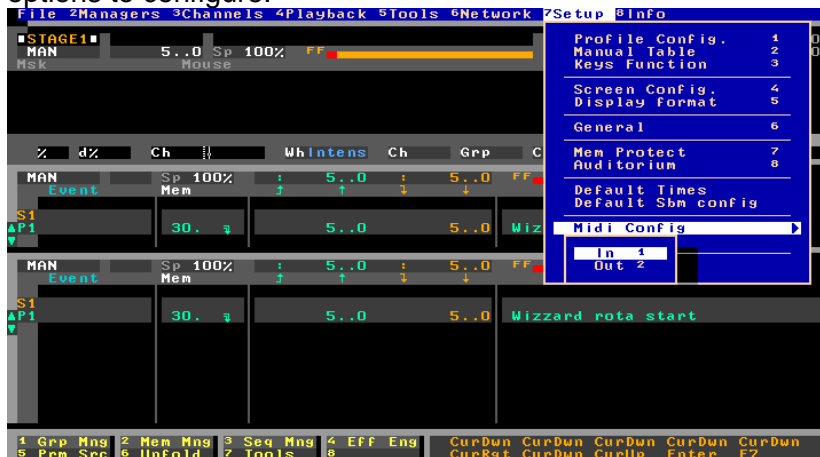 options to configure.
File 2Managers 3Channels 4Playback 5Tools 6Network 7Setup 8Info
STAGE1
MAN 5..0 Sp 100% FF
Msk Mouse
Profile Config. 1
Manual Table 2
Keys Function 3
Screen Config. 4
Display Format 5
General 6
Mem Protect 7
Auditorium 8
Default Times
Default Sbm config
Midi Config
In 1
Out 2
% d% Ch WhIntens Ch Grp C
MAN Sp 100% : 5..0 : 5..0 FF
Event Mem ↑ ↑ ↓ ↓
S1
P1 30. 5..0 5..0 Wiz
MAN Sp 100% : 5..0 : 5..0 FF
Event Mem ↑ ↑ ↓ ↓
S1
P1 30. 5..0 5..0 Wizzard rota start
1 Grp Mng 2 Mem Mng 3 Seq Mng 4 Eff Eng CurDwn CurDwn CurDwn CurDwn CurDwn
5 Prm Src 6 Unfold 7 Tools 8 CurRgt CurDwn CurUp Enter F7